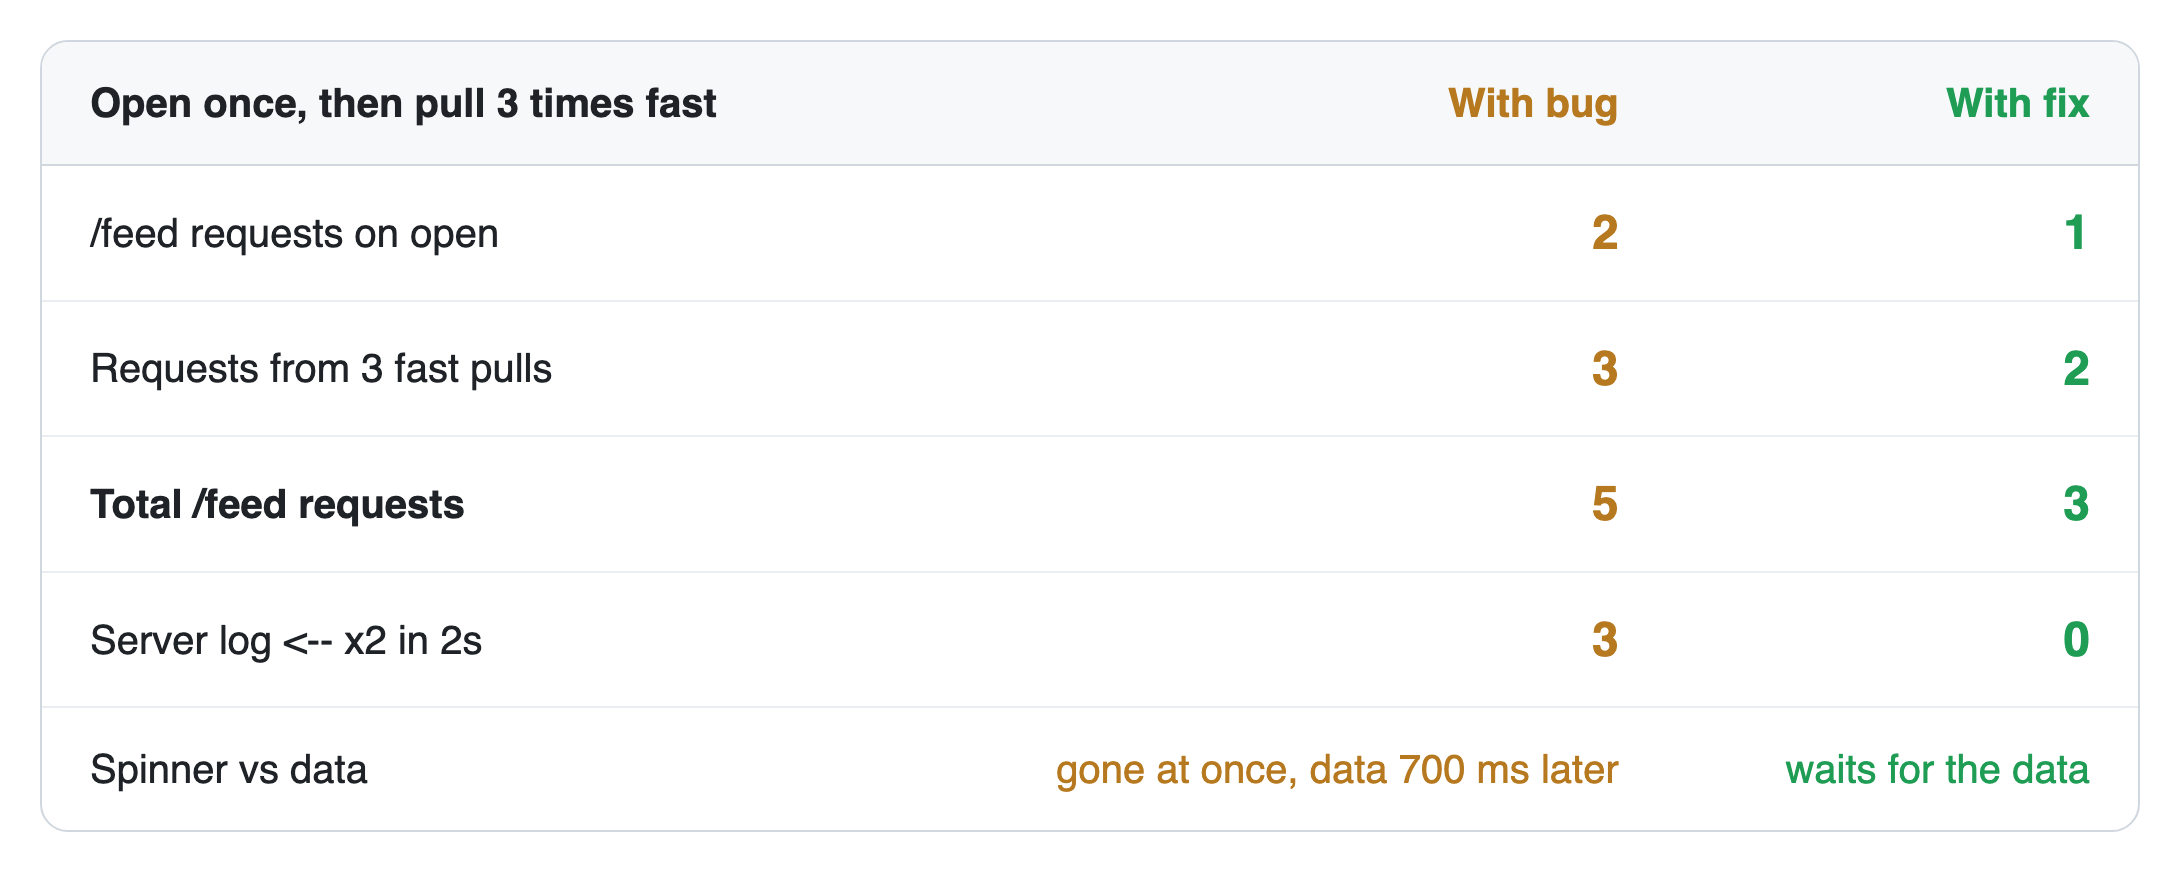 Open once, then pull 3 times fast With bug With fix
/feed requests on open 2 1
Requests from 3 fast pulls 3 2
Total /feed requests 5 3
Server log <-- x2 in 2s 3 0
Spinner vs data gone at once, data 700 ms later waits for the data